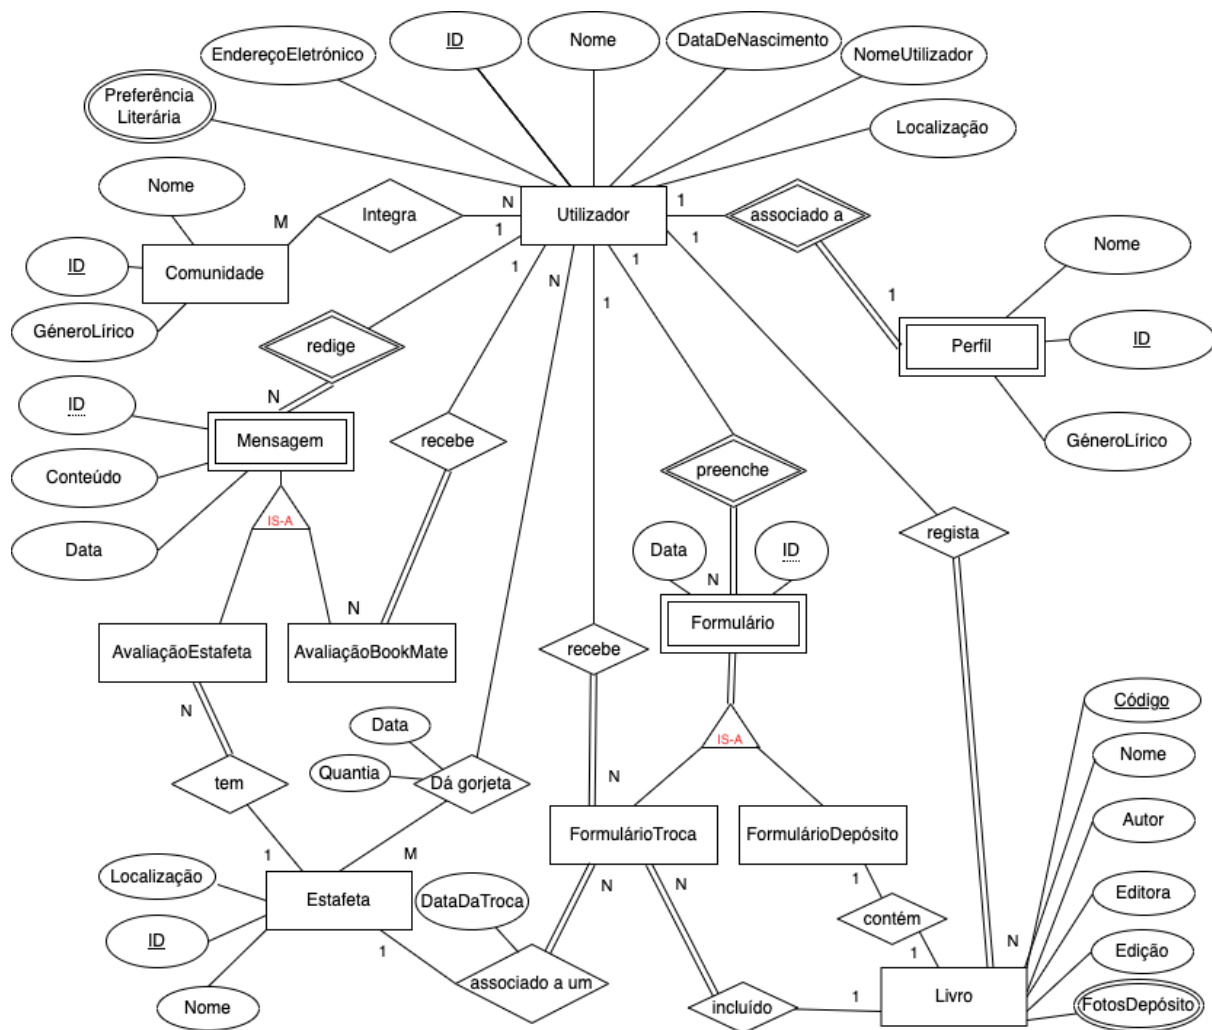 ID
Nome
DataDeNascimento
EndereçoEletrónico
NomeUtilizador
Preferência
Literária
Localização
Nome
M
Integra
N
Utilizador
1
associado a
1
1
1
N
1
1
Nome
ID
Comunidade
GéneroLírico
redige
1
Perfil
ID
N
ID
Mensagem
recebe
preenche
GéneroLírico
Conteúdo
IS-A
Data
regista
Data
ID
N
N
Formulário
AvaliaçãoEstafeta
AvaliaçãoBookMate
recebe
N
Código
Data
IS-A
Nome
tem
Quantia
Dá gorjeta
N
Autor
FormulárioTroca
FormulárioDepósito
1
M
Localização
N
N
1
Editora
Estafeta
DataDaTroca
contém
ID
1
1
N
Edição
associado a um
incluído
1
Livro
FotosDepósito
Nome